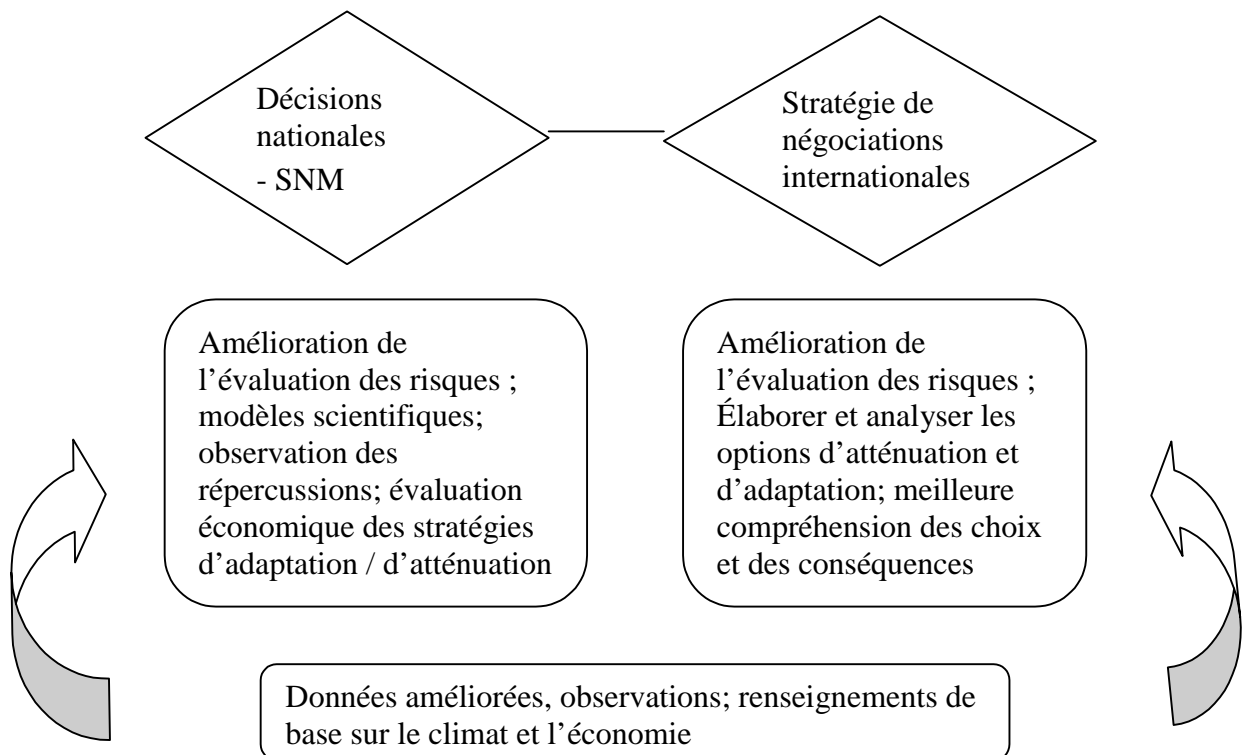 Décisions
nationales
- SNM
Stratégie de
négociations
internationales
Amélioration de
l’évaluation des risques ;
modèles scientifiques;
observation des
répercussions; évaluation
économique des stratégies
d’adaptation / d’atténuation
Amélioration de
l’évaluation des risques ;
Élaborer et analyser les
options d’atténuation et
d’adaptation; meilleure
compréhension des choix
et des conséquences
Données améliorées, observations; renseignements de
base sur le climat et l’économie